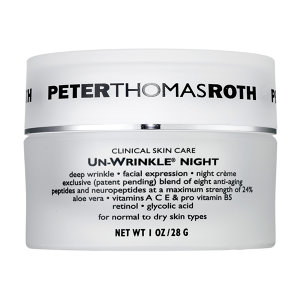 PETERTHOMASROTH
CLINICAL SKIN CARE
UN-WRINKLE® NIGHT
deep wrinkle • facial expression • night crème
exclusive (patent pending) blend of eight anti-aging
peptides and neuropeptides at a maximum strength of 24%
aloe vera • vitamins A C E & pro vitamin B5
retinol • glycolic acid
for normal to dry skin types
NET WT 1 OZ/28 G